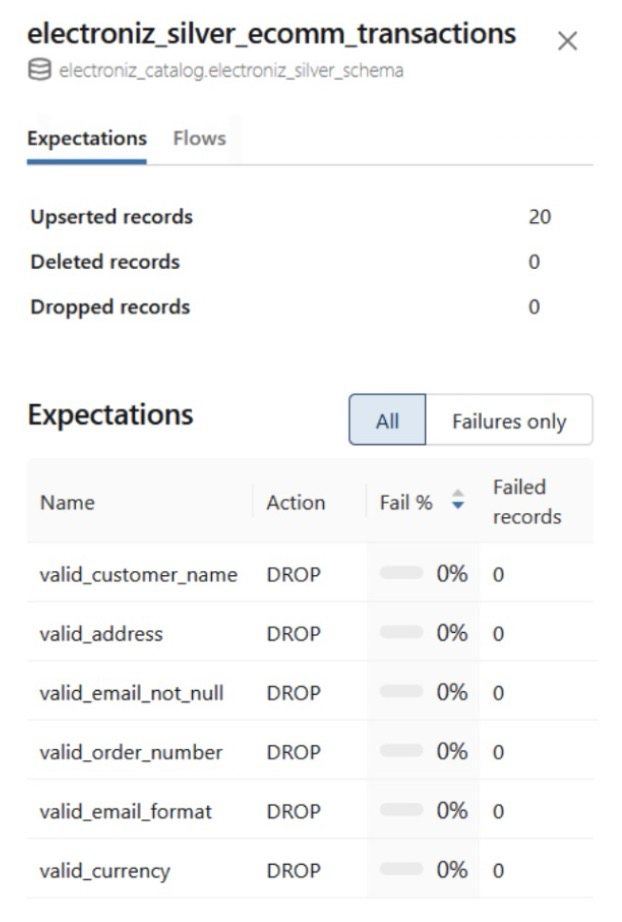 electroniz_silver_ecomm_transactions
electroniz_catalog.electroniz_silver_schema
Expectations Flows
Upserted records 20
Deleted records 0
Dropped records 0
Expectations All Failures only
Name Action Fail % Failed records
valid_customer_name DROP 0% 0
valid_address DROP 0% 0
valid_email_not_null DROP 0% 0
valid_order_number DROP 0% 0
valid_email_format DROP 0% 0
valid_currency DROP 0% 0